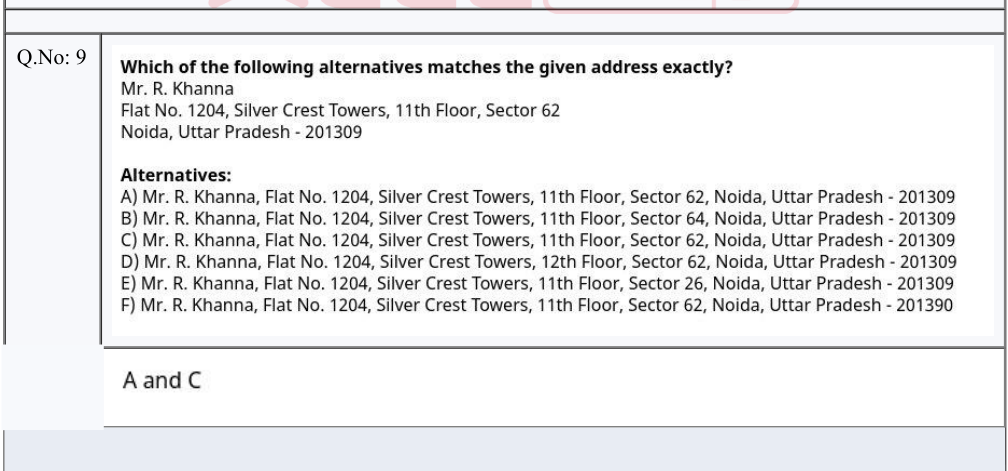 Q.No: 9
Which of the following alternatives matches the given address exactly?
Mr. R. Khanna
Flat No. 1204, Silver Crest Towers, 11th Floor, Sector 62
Noida, Uttar Pradesh - 201309
Alternatives:
A) Mr. R. Khanna, Flat No. 1204, Silver Crest Towers, 11th Floor, Sector 62, Noida, Uttar Pradesh - 201309
B) Mr. R. Khanna, Flat No. 1204, Silver Crest Towers, 11th Floor, Sector 64, Noida, Uttar Pradesh - 201309
C) Mr. R. Khanna, Flat No. 1204, Silver Crest Towers, 11th Floor, Sector 62, Noida, Uttar Pradesh - 201309
D) Mr. R. Khanna, Flat No. 1204, Silver Crest Towers, 12th Floor, Sector 62, Noida, Uttar Pradesh - 201309
E) Mr. R. Khanna, Flat No. 1204, Silver Crest Towers, 11th Floor, Sector 26, Noida, Uttar Pradesh - 201309
F) Mr. R. Khanna, Flat No. 1204, Silver Crest Towers, 11th Floor, Sector 62, Noida, Uttar Pradesh - 201390
A and C